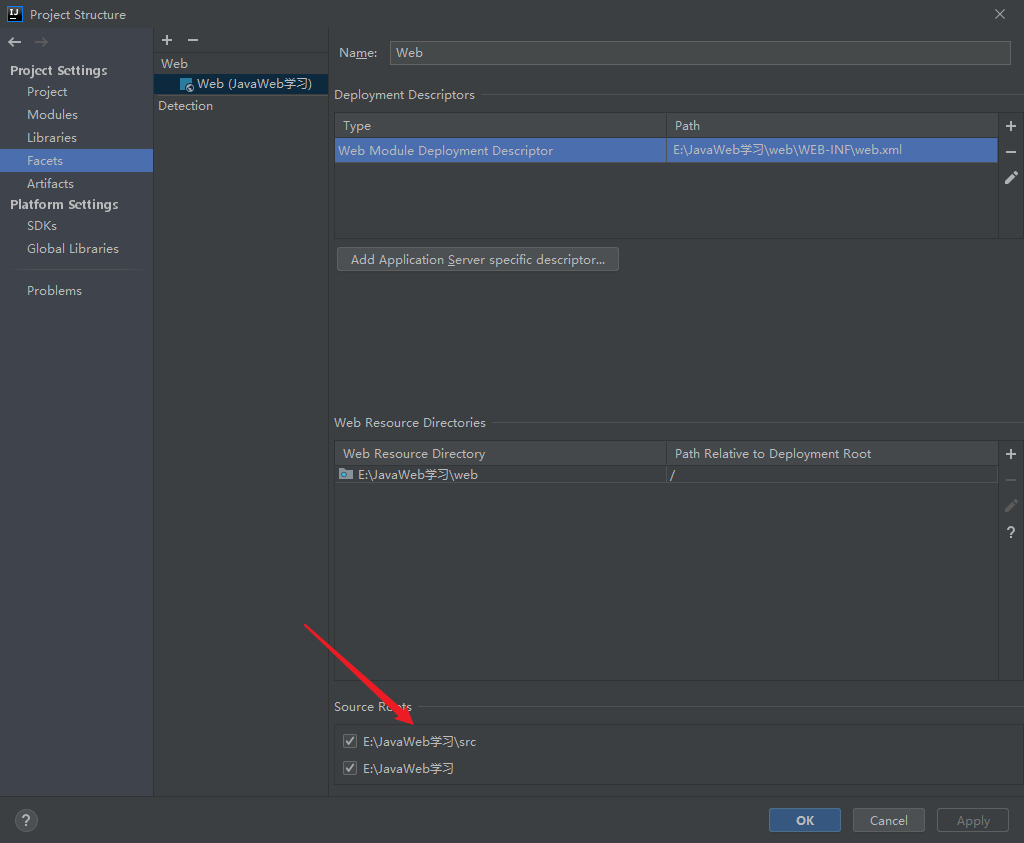 Project Structure
Project Settings
Project
Modules
Libraries
Facets
Artifacts
Platform Settings
SDKs
Global Libraries
Problems
Web
Web (JavaWeb学习)
Detection
Name: Web
Deployment Descriptors
Type Path
Web Module Deployment Descriptor E:\JavaWeb学习\web\WEB-INF\web.xml
Add Application Server specific descriptor...
Web Resource Directories
Web Resource Directory Path Relative to Deployment Root
E:\JavaWeb学习\web /
?
Source Roots
E:\JavaWeb学习\src
E:\JavaWeb学习
? OK Cancel Apply